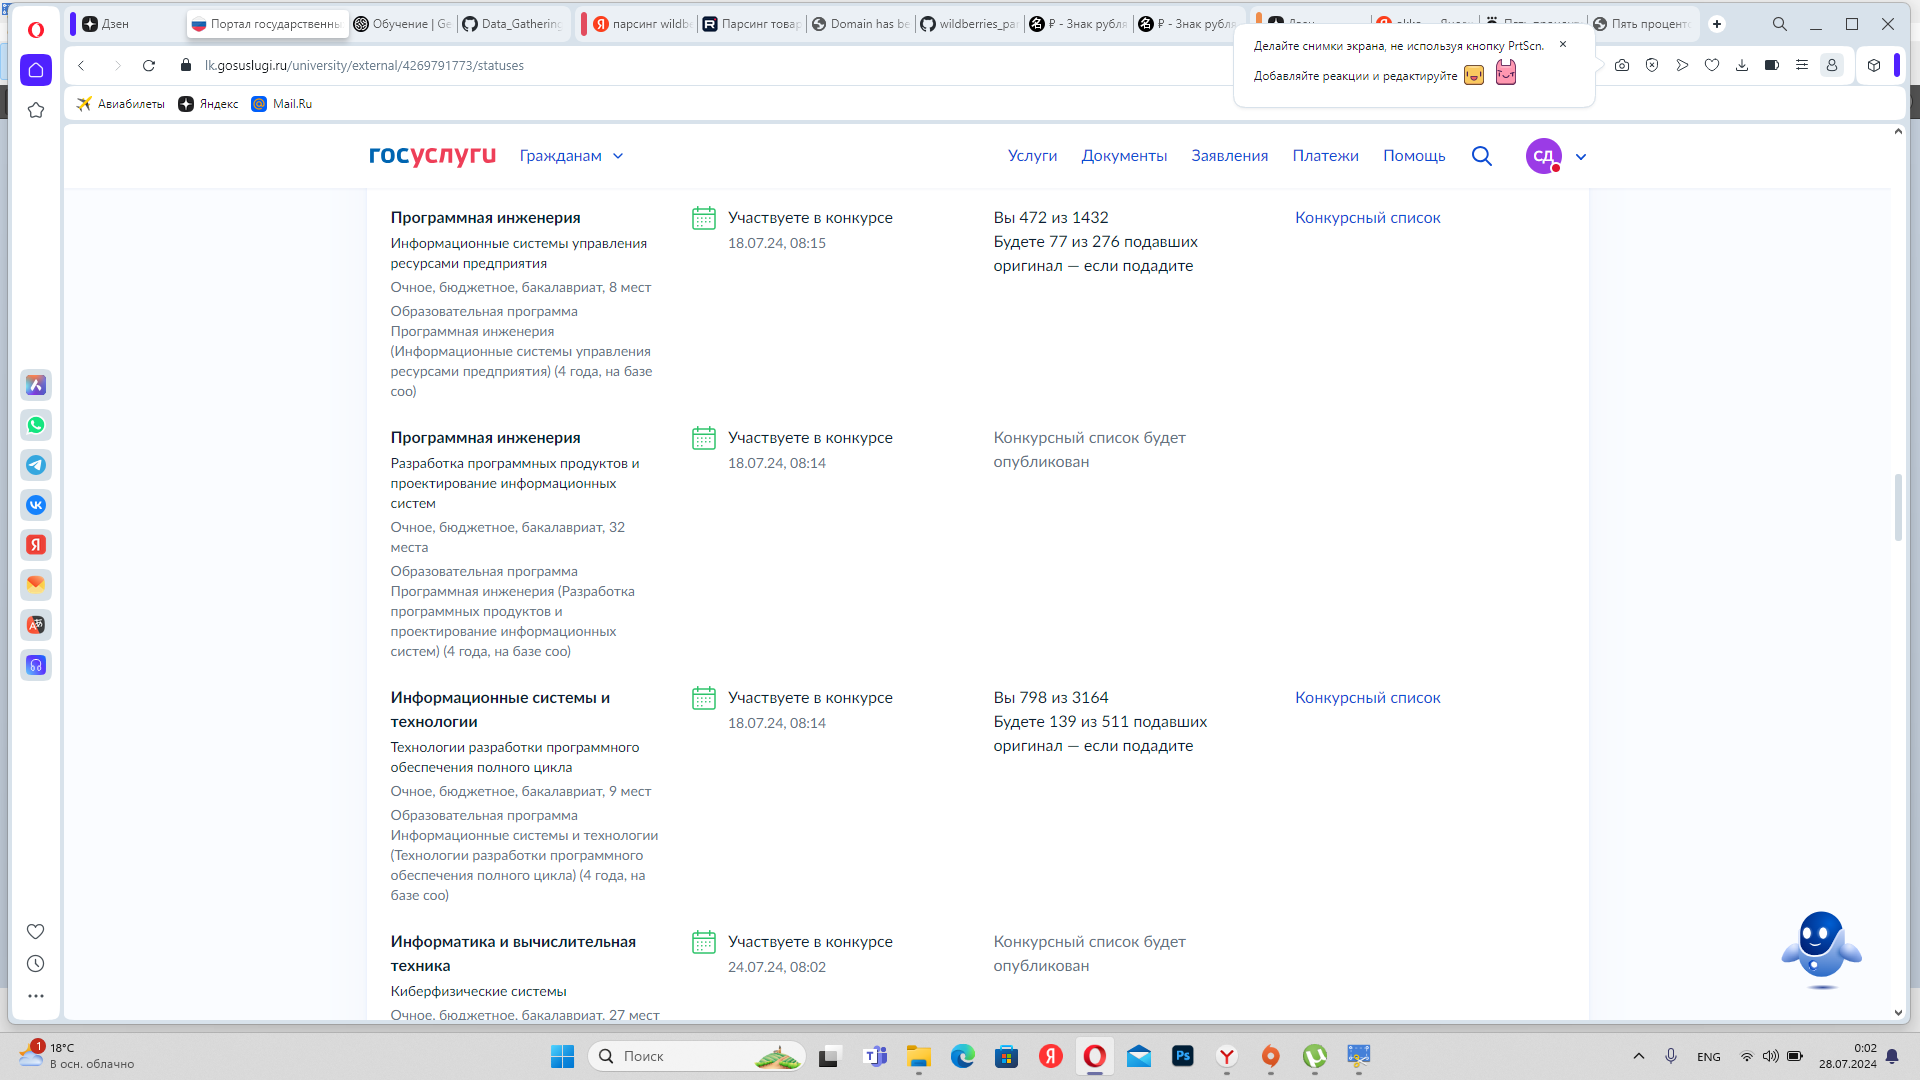 Дзен
Портал государственны
Обучение | Ge
Data_Gathering
парсинг wildbe
Парсинг товар
Domain has be
wildberries_pa
₽ - Знак рубля
₽ - Знак рубля
Пять процент
lk.gosuslugi.ru/university/external/4269791773/statuses
Делайте снимки экрана, не используя кнопку PrtScn.
Добавляйте реакции и редактируйте
Авиабилеты
Яндекс
Mail.Ru
госуслуги
Гражданам
Услуги
Документы
Заявления
Платежи
Помощь
СД
Программная инженерия
Информационные системы управления
ресурсами предприятия
Очное, бюджетное, бакалавриат, 8 мест
Образовательная программа
Программная инженерия
(Информационные системы управления
ресурсами предприятия) (4 года, на базе
соо)
Участвуете в конкурсе
18.07.24, 08:15
Вы 472 из 1432
Будете 77 из 276 подавших
оригинал — если подадите
Конкурсный список
Программная инженерия
Разработка программных продуктов и
проектирование информационных
систем
Очное, бюджетное, бакалавриат, 32
места
Образовательная программа
Программная инженерия (Разработка
программных продуктов и
проектирование информационных
систем) (4 года, на базе соо)
Участвуете в конкурсе
18.07.24, 08:14
Конкурсный список будет
опубликован
Информационные системы и
технологии
Технологии разработки программного
обеспечения полного цикла
Очное, бюджетное, бакалавриат, 9 мест
Образовательная программа
Информационные системы и технологии
(Технологии разработки программного
обеспечения полного цикла) (4 года, на
базе соо)
Участвуете в конкурсе
18.07.24, 08:14
Вы 798 из 3164
Будете 139 из 511 подавших
оригинал — если подадите
Конкурсный список
Информатика и вычислительная
техника
Киберфизические системы
Очное, бюджетное, бакалавриат, 27 мест
Участвуете в конкурсе
24.07.24, 08:02
Конкурсный список будет
опубликован
1
18°C
В осн. облачно
Поиск
ENG
0:02
28.07.2024